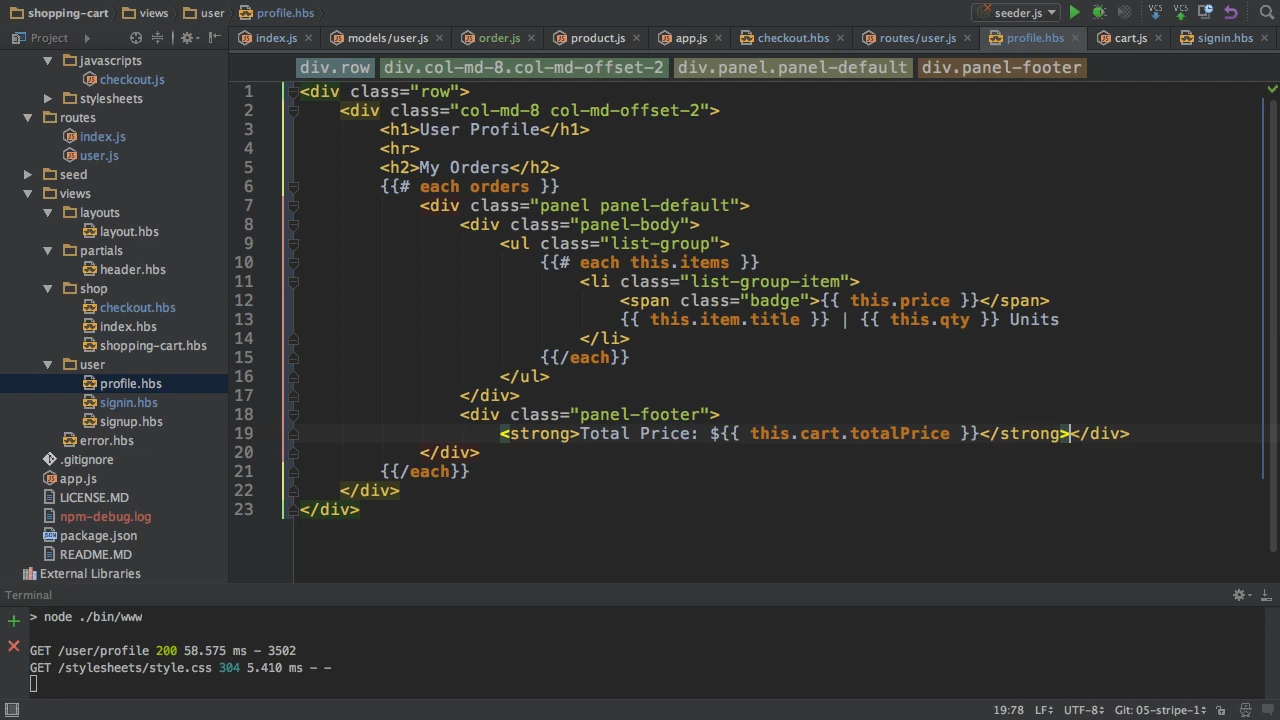 shopping-cart views user profile.hbs seeder.js VCS VCS
Project index.js models/user.js order.js product.js app.js checkout.hbs routes/user.js profile.hbs cart.js signin.hbs
javascripts
checkout.js
stylesheets
routes
index.js
user.js
seed
views
layouts
layout.hbs
partials
header.hbs
shop
checkout.hbs
index.hbs
shopping-cart.hbs
user
profile.hbs
signin.hbs
signup.hbs
error.hbs
.gitignore
app.js
LICENSE.MD
npm-debug.log
package.json
README.MD
External Libraries
div.row div.col-md-8.col-md-offset-2 div.panel.panel-default div.panel-footer
1 <div class="row">
2 <div class="col-md-8 col-md-offset-2">
3 <h1>User Profile</h1>
4 <hr>
5 <h2>My Orders</h2>
6 {{# each orders }}
7 <div class="panel panel-default">
8 <div class="panel-body">
9 <ul class="list-group">
10 {{# each this.items }}
11 <li class="list-group-item">
12 <span class="badge">{{ this.price }}</span>
13 {{ this.item.title }} | {{ this.qty }} Units
14 </li>
15 {{/each}}
16 </ul>
17 </div>
18 <div class="panel-footer">
19 <strong>Total Price: ${{ this.cart.totalPrice }}</strong></div>
20 </div>
21 {{/each}}
22 </div>
23 </div>
Terminal
> node ./bin/www
GET /user/profile 200 58.575 ms - 3502
GET /stylesheets/style.css 304 5.410 ms - -
19:78 LF UTF-8 Git: 05-stripe-1